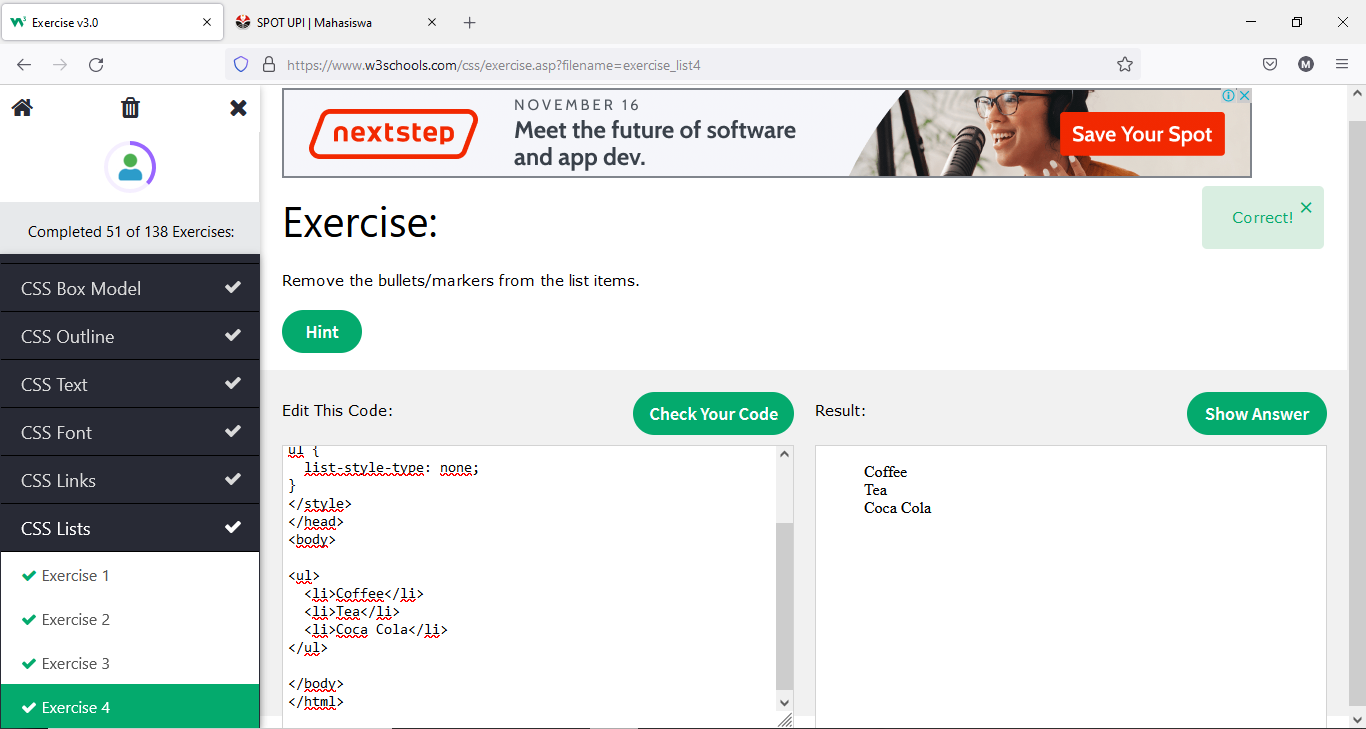 Exercise v3.0
SPOT UPI | Mahasiswa
https://www.w3schools.com/css/exercise.asp?filename=exercise_list4
M
nextstep
NOVEMBER 16
Meet the future of software
and app dev.
Save Your Spot
Completed 51 of 138 Exercises:
CSS Box Model
CSS Outline
CSS Text
CSS Font
CSS Links
CSS Lists
Exercise 1
Exercise 2
Exercise 3
Exercise 4
Exercise:
Correct!
Remove the bullets/markers from the list items.
Hint
Edit This Code:
Check Your Code
ul {
  list-style-type: none;
}
</style>
</head>
<body>
<ul>
  <li>Coffee</li>
  <li>Tea</li>
  <li>Coca Cola</li>
</ul>
</body>
</html>
Result:
Show Answer
Coffee
Tea
Coca Cola